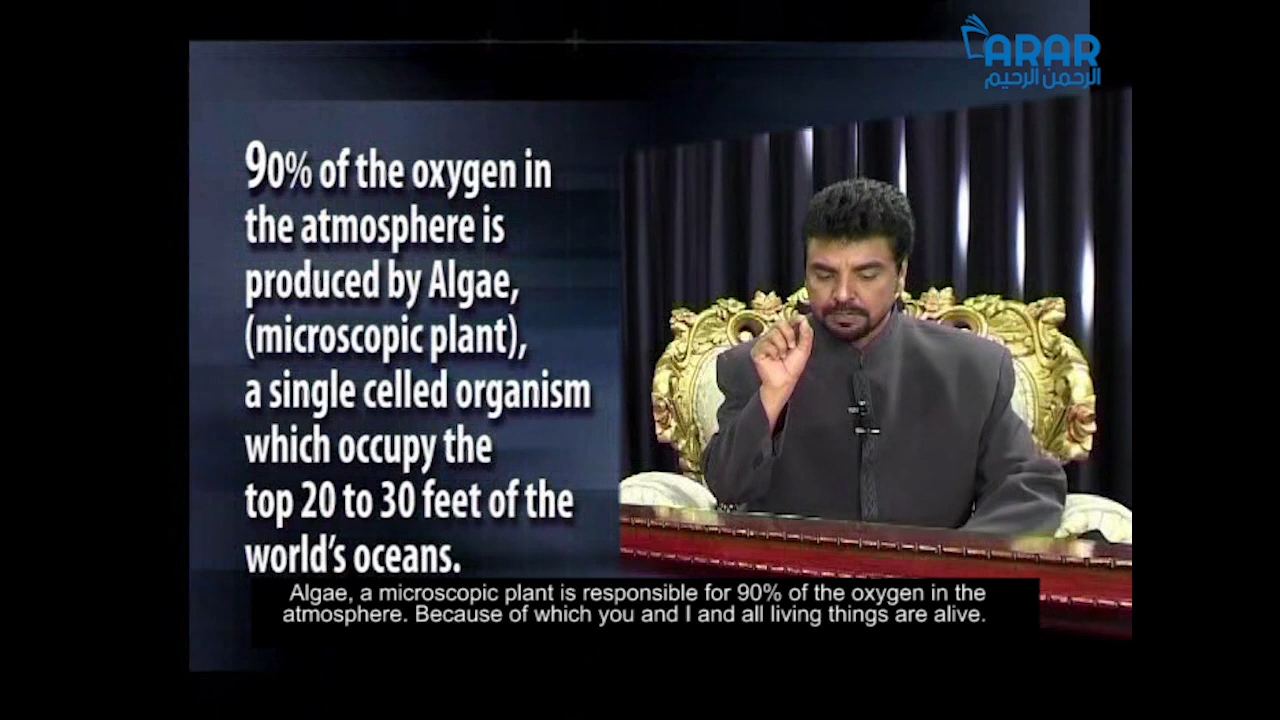 ARAR
الرحمن الرحيم
90% of the oxygen in
the atmosphere is
produced by Algae,
(microscopic plant),
a single celled organism
which occupy the
top 20 to 30 feet of the
world's oceans.
Algae, a microscopic plant is responsible for 90% of the oxygen in the
atmosphere. Because of which you and I and all living things are alive.